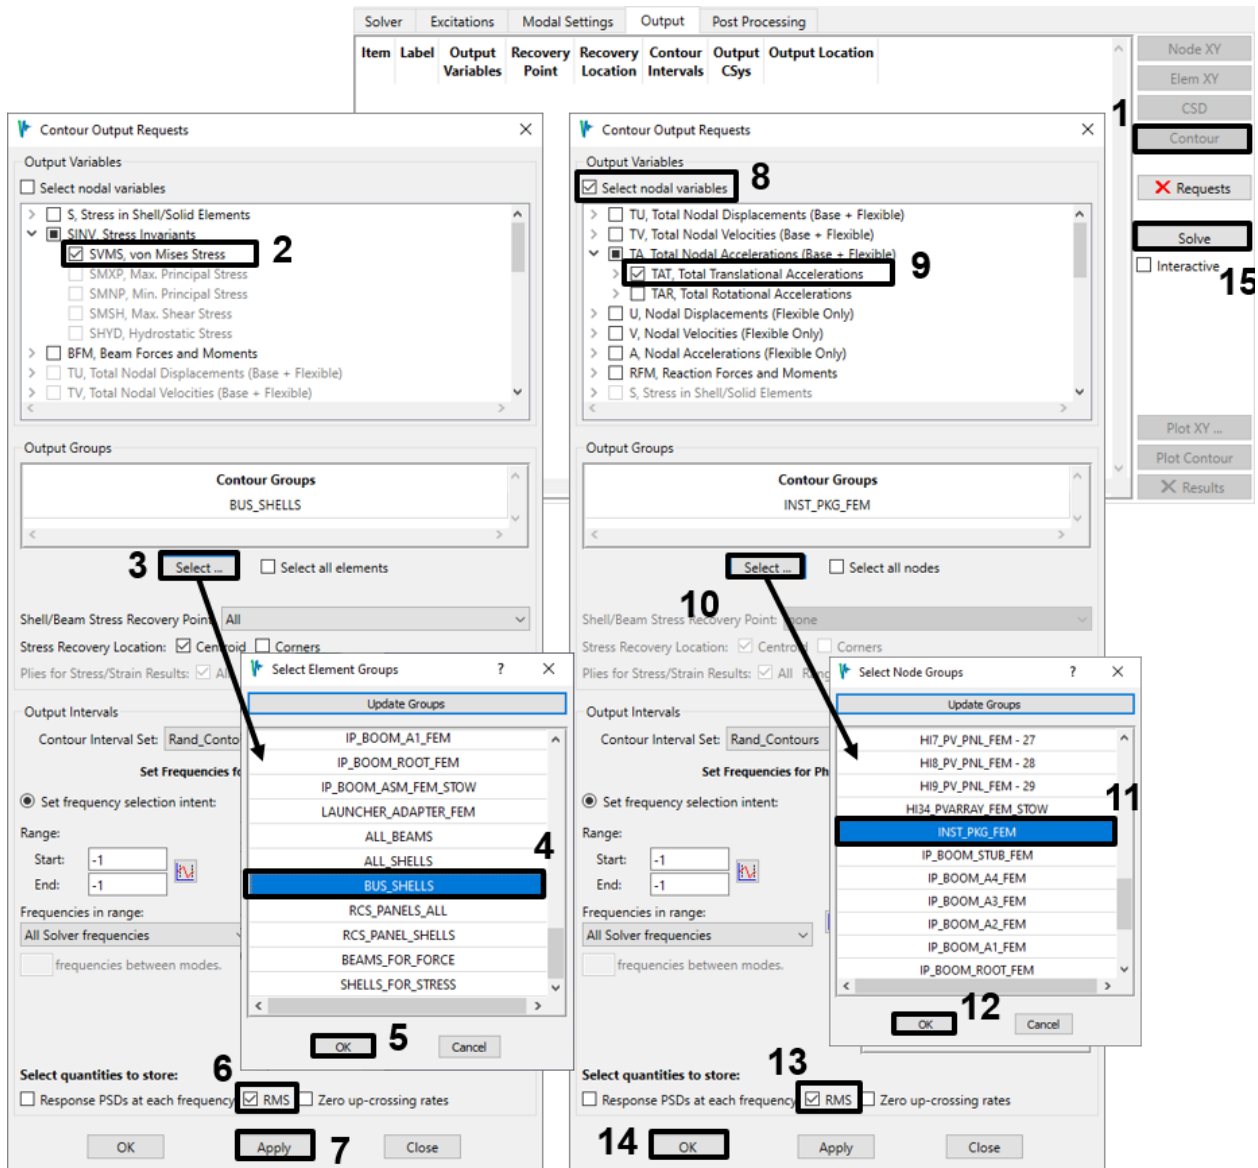 Solver Excitations Modal Settings Output Post Processing
Item Label Output Variables Recovery Point Recovery Location Contour Intervals Output CSys Output Location
Node XY
Elem XY
CSD
1
Contour
Requests
Solve
Interactive
15
Plot XY ...
Plot Contour
Results
Contour Output Requests
Output Variables
Select nodal variables
S, Stress in Shell/Solid Elements
SINV, Stress Invariants
SVMS, von Mises Stress
2
SMXP, Max. Principal Stress
SMNP, Min. Principal Stress
SMSH, Max. Shear Stress
SHYD, Hydrostatic Stress
BFM, Beam Forces and Moments
TU, Total Nodal Displacements (Base + Flexible)
TV, Total Nodal Velocities (Base + Flexible)
Output Groups
Contour Groups
BUS_SHELLS
3
Select ...
Select all elements
Shell/Beam Stress Recovery Point: All
Stress Recovery Location: Centroid Corners
Plies for Stress/Strain Results:
Output Intervals
Contour Interval Set:
Set Frequencies
Set frequency selection intent:
Range:
Start: -1
End: -1
Frequencies in range:
All Solver frequencies
frequencies between modes.
Select Element Groups ?
Update Groups
IP_BOOM_A1_FEM
IP_BOOM_ROOT_FEM
IP_BOOM_ASM_FEM_STOW
LAUNCHER_ADAPTER_FEM
ALL_BEAMS
4
ALL_SHELLS
BUS_SHELLS
RCS_PANELS_ALL
RCS_PANEL_SHELLS
BEAMS_FOR_FORCE
SHELLS_FOR_STRESS
OK
5
Cancel
6
Select quantities to store:
Response PSDs at each frequency RMS Zero up-crossing rates
OK Apply 7 Close
Contour Output Requests
Output Variables
Select nodal variables
8
TU, Total Nodal Displacements (Base + Flexible)
TV, Total Nodal Velocities (Base + Flexible)
TA, Total Nodal Accelerations (Base + Flexible)
TAT, Total Translational Accelerations
9
TAR, Total Rotational Accelerations
U, Nodal Displacements (Flexible Only)
V, Nodal Velocities (Flexible Only)
A, Nodal Accelerations (Flexible Only)
RFM, Reaction Forces and Moments
S, Stress in Shell/Solid Elements
Output Groups
Contour Groups
INST_PKG_FEM
Select ...
Select all nodes
10
Shell/Beam Stress Recovery Point: none
Stress Recovery Location: Centroid Corners
Plies for Stress/Strain Results: All
Output Intervals
Contour Interval Set: Rand_Contours
Set Frequencies for
Set frequency selection intent:
Range:
Start: -1
End: -1
Frequencies in range:
All Solver frequencies
frequencies between modes.
Select Node Groups ?
Update Groups
HI7_PV_PNL_FEM - 27
HI8_PV_PNL_FEM - 28
HI9_PV_PNL_FEM - 29
HI34_PVARRAY_FEM_STOW
11
INST_PKG_FEM
IP_BOOM_STUB_FEM
IP_BOOM_A4_FEM
IP_BOOM_A3_FEM
IP_BOOM_A2_FEM
IP_BOOM_A1_FEM
IP_BOOM_ROOT_FEM
OK
12
Cancel
13
Select quantities to store:
Response PSDs at each frequency RMS Zero up-crossing rates
14 OK Apply Close